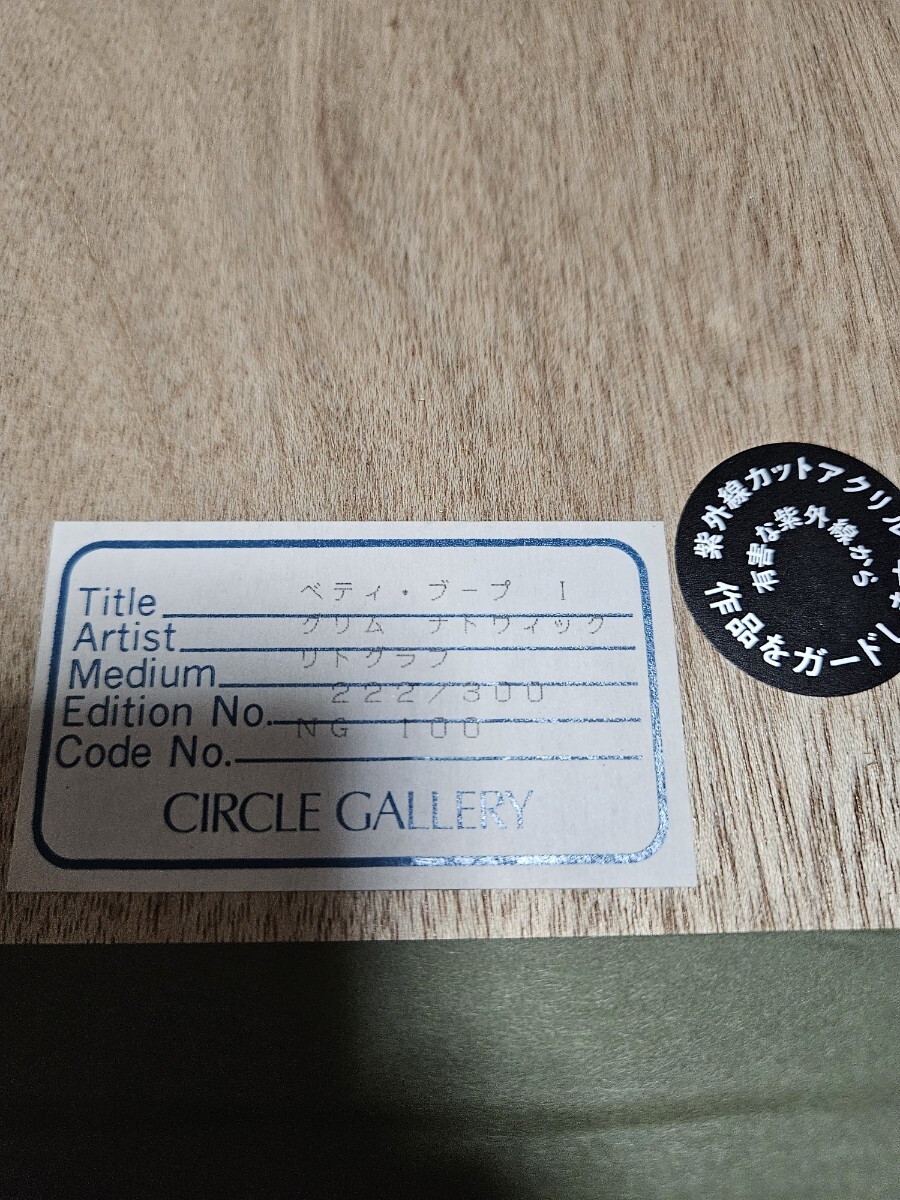 Title ベティ・ブープ I
Artist グリム ナトウィック
Medium リトグラフ
Edition No. 222/300
Code No. NG 100
CIRCLE GALLERY
紫外線カットアクリル
有害な紫外線から
作品をガードし